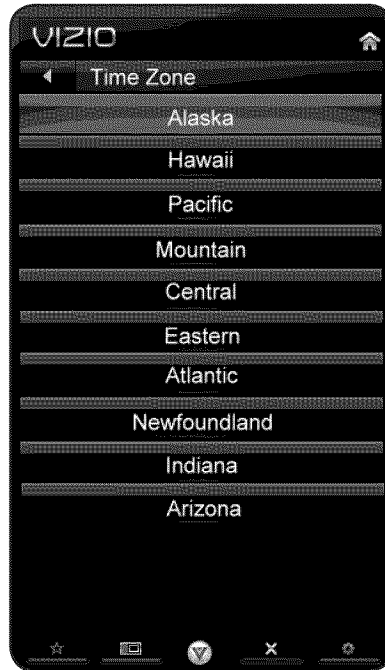 VIZIO
Time Zone
Alaska
Hawaii
Pacific
Mountain
Central
Eastern
Atlantic
Newfoundland
Indiana
Arizona